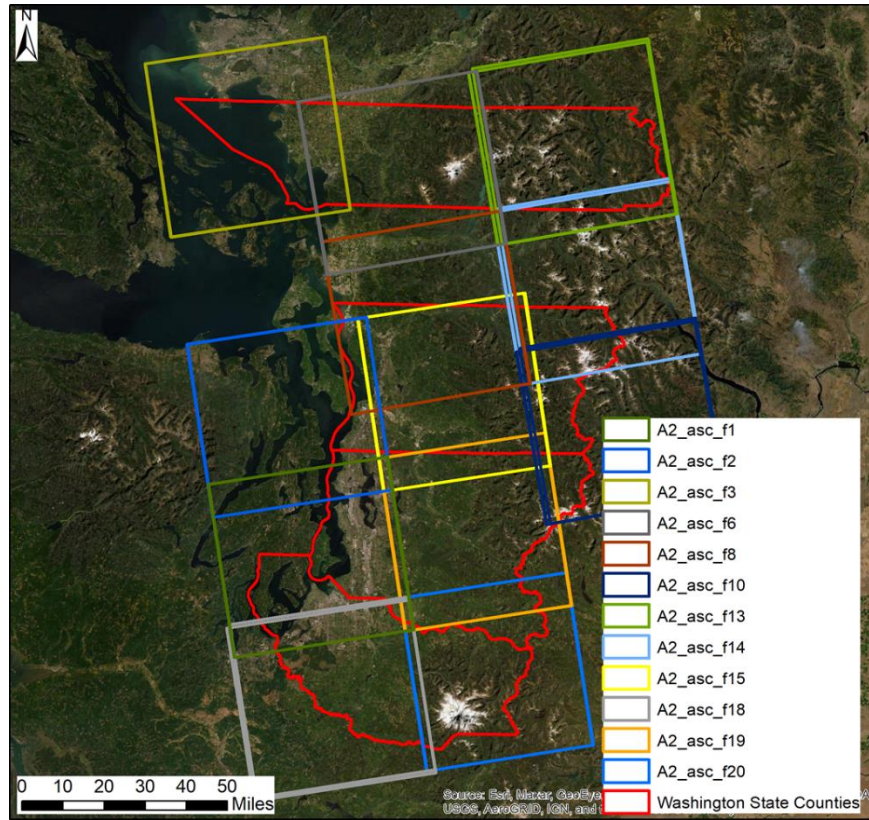 N
A2_asc_f1
A2_asc_f2
A2_asc_f3
A2_asc_f6
A2_asc_f8
A2_asc_f10
A2_asc_f13
A2_asc_f14
A2_asc_f15
A2_asc_f18
A2_asc_f19
A2_asc_f20
Washington State Counties
0 10 20 30 40 50
Miles
Source: Esri, Maxar, GeoEye
USGS, AeroGRID, IGN, and